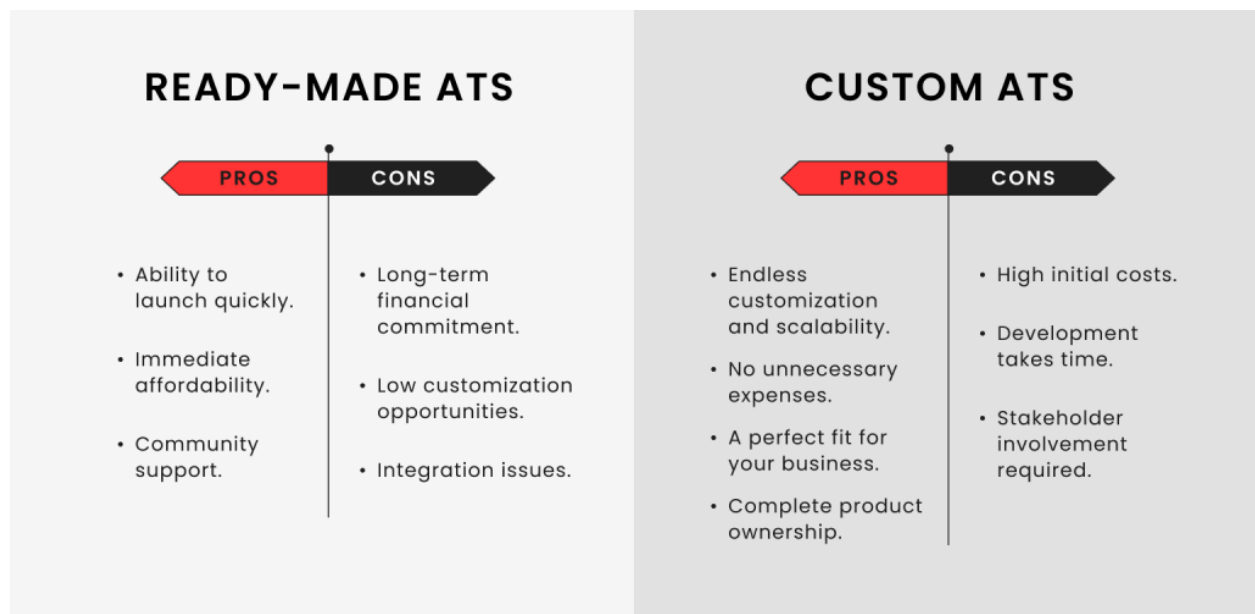 READY-MADE ATS
PROS
CONS
• Ability to
launch quickly.
• Immediate
affordability.
• Community
support.
• Long-term
financial
commitment.
• Low customization
opportunities.
• Integration issues.
CUSTOM ATS
PROS
CONS
• Endless
customization
and scalability.
• No unnecessary
expenses.
• A perfect fit for
your business.
• Complete product
ownership.
• High initial costs.
• Development
takes time.
• Stakeholder
involvement
required.